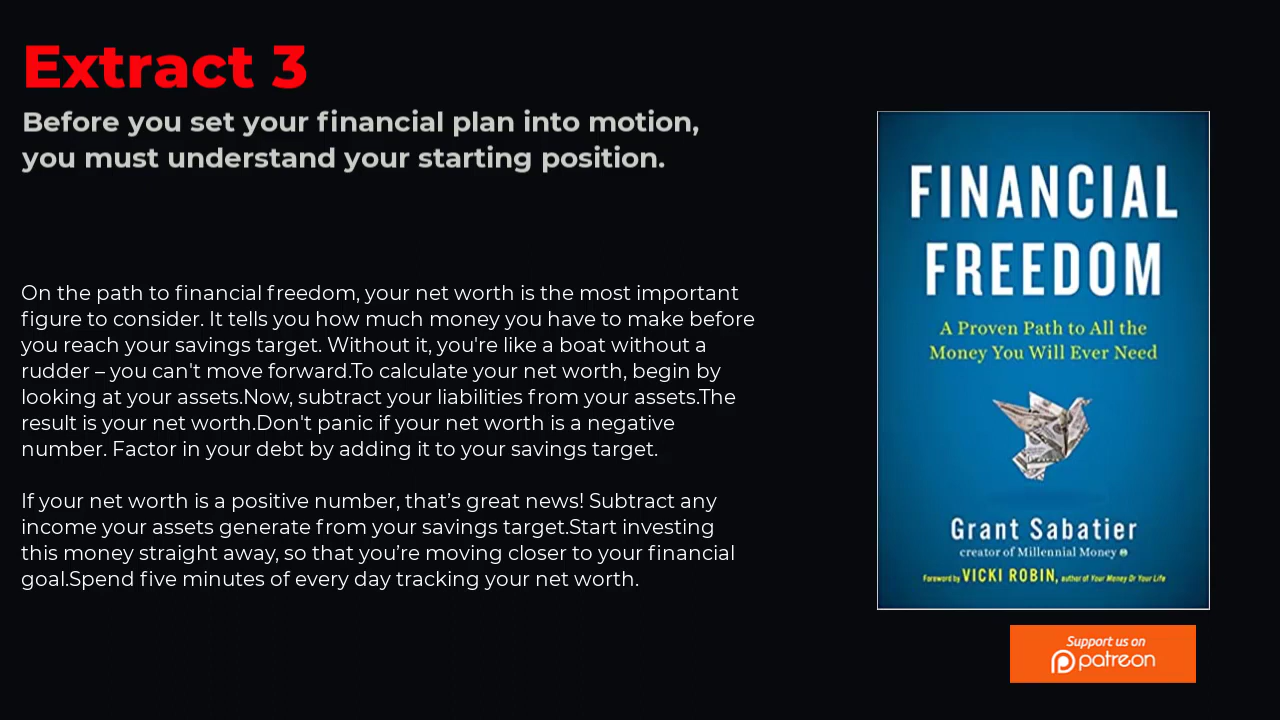 Extract 3
Before you set your financial plan into motion,
you must understand your starting position.
On the path to financial freedom, your net worth is the most important
figure to consider. It tells you how much money you have to make before
you reach your savings target. Without it, you're like a boat without a
rudder – you can't move forward.To calculate your net worth, begin by
looking at your assets.Now, subtract your liabilities from your assets.The
result is your net worth.Don't panic if your net worth is a negative
number. Factor in your debt by adding it to your savings target.
If your net worth is a positive number, that’s great news! Subtract any
income your assets generate from your savings target.Start investing
this money straight away, so that you’re moving closer to your financial
goal.Spend five minutes of every day tracking your net worth.
FINANCIAL
FREEDOM
A Proven Path to All the
Money You Will Ever Need
Grant Sabatier
creator of Millennial Money
Foreword by VICKI ROBIN, author of Your Money Or Your Life
Support us on
patreon